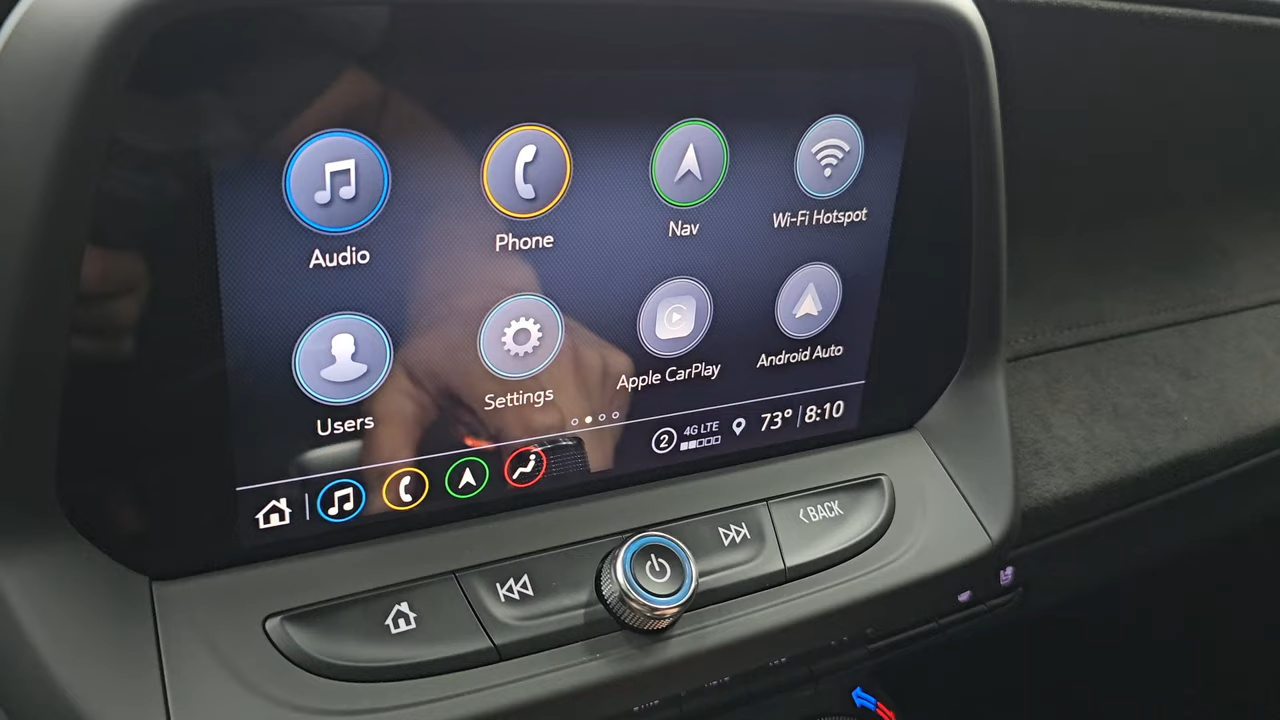 Audio
Phone
Nav
Wi-Fi Hotspot
Users
Settings
Apple CarPlay
Android Auto
2 4G LTE 73° 8:10
< BACK